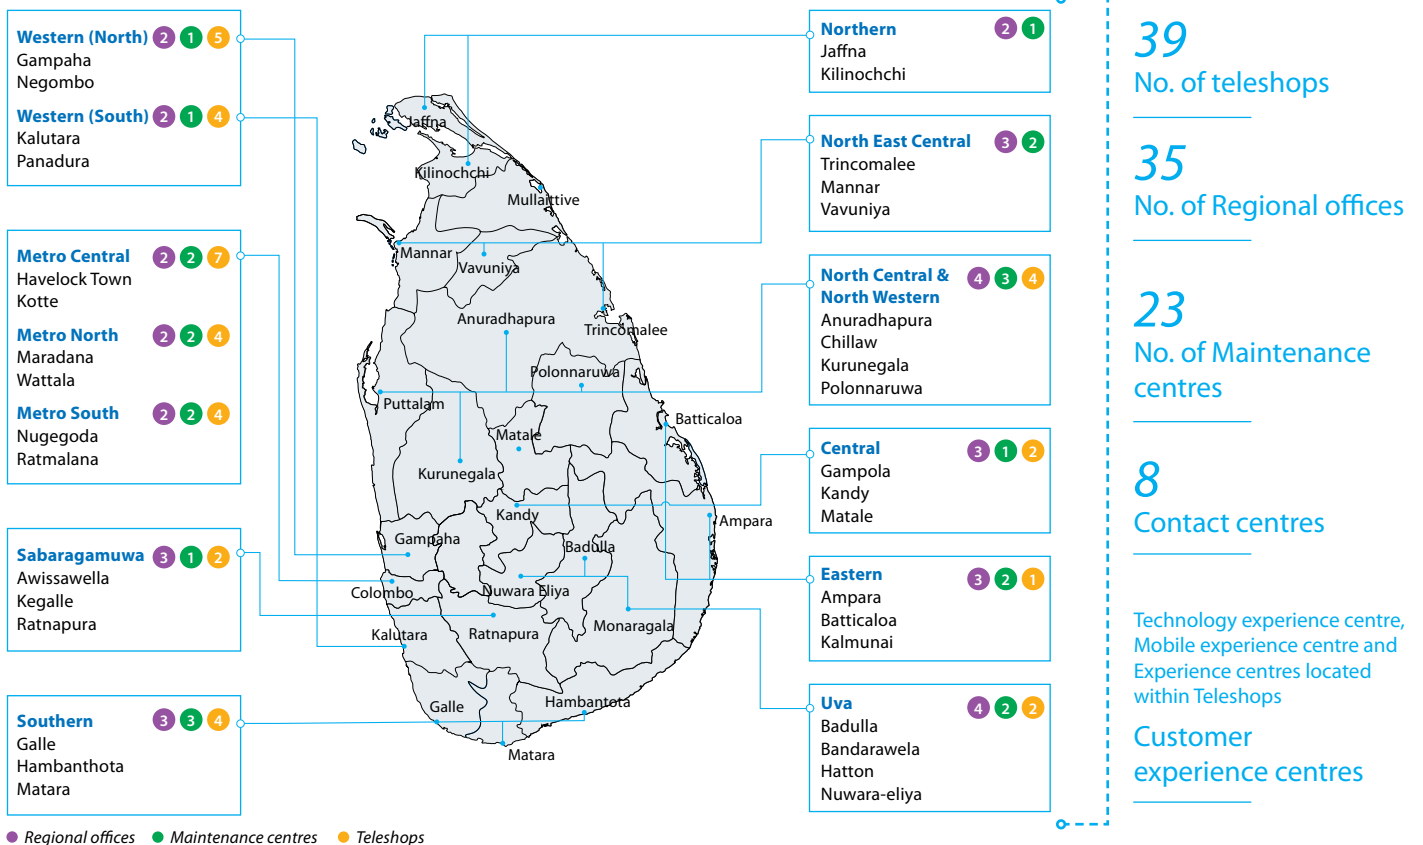 Western (North) 2 1 5
Gampaha
Negombo
Western (South) 2 1 4
Kalutara
Panadura
Metro Central 2 2 7
Havelock Town
Kotte
Metro North 2 2 4
Maradana
Wattala
Metro South 2 2 4
Nugegoda
Ratmalana
Sabaragamuwa 3 1 2
Awissawella
Kegalle
Ratnapura
Southern 3 3 4
Galle
Hambanthota
Matara
Regional offices Maintenance centres Teleshops
Jaffna
Kilinochchi
Mullaittive
Mannar
Vavuniya
Anuradhapura
Trincomalee
Polonnaruwa
Puttalam
Batticaloa
Matale
Kurunegala
Kandy
Ampara
Gampaha
Badulla
Colombo
Nuwara Eliya
Kalutara
Ratnapura
Monaragala
Galle
Hambantota
Matara
Northern 2 1
Jaffna
Kilinochchi
North East Central 3 2
Trincomalee
Mannar
Vavuniya
North Central &
North Western 4 3 4
Anuradhapura
Chillaw
Kurunegala
Polonnaruwa
Central 3 1 2
Gampola
Kandy
Matale
Eastern 3 2 1
Ampara
Batticaloa
Kalmunai
Uva 4 2 2
Badulla
Bandarawela
Hatton
Nuwara-eliya
39
No. of teleshops
35
No. of Regional offices
23
No. of Maintenance
centres
8
Contact centres
Technology experience centre,
Mobile experience centre and
Experience centres located
within Teleshops
Customer
experience centres